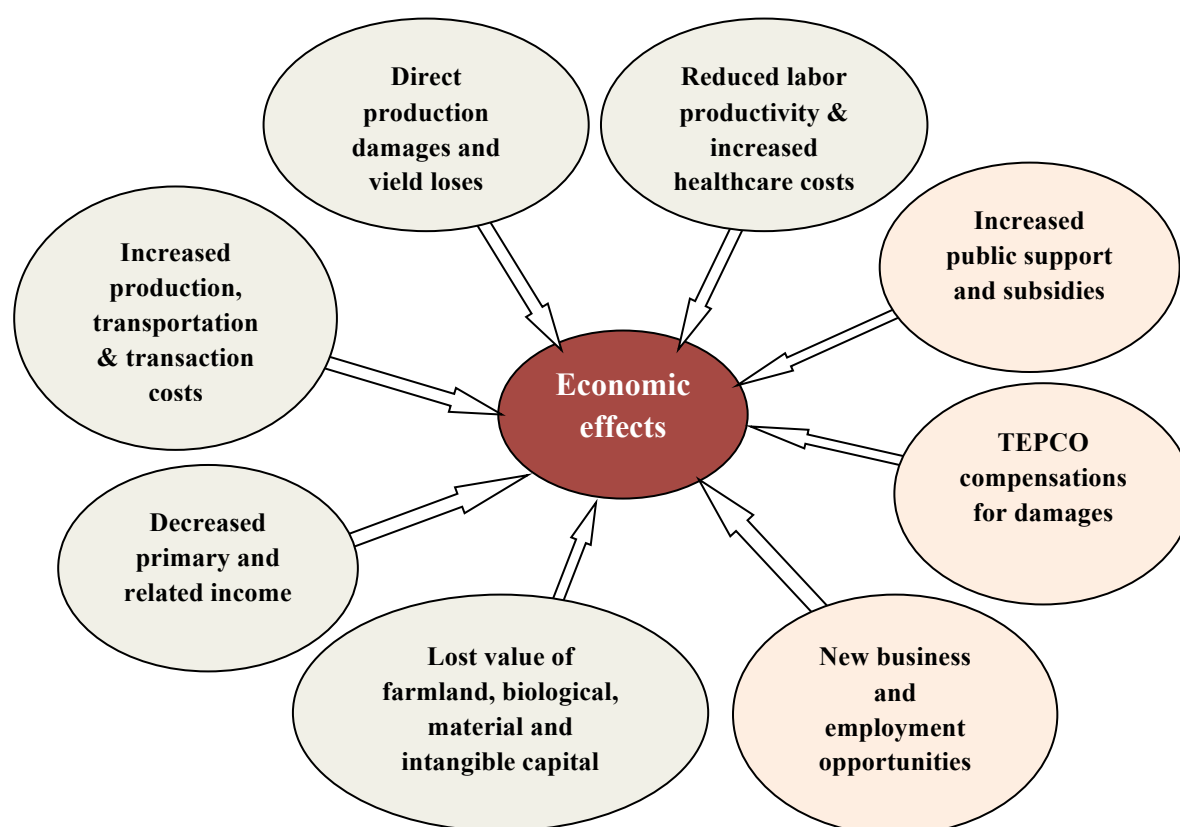 Direct
production
damages and
vield loses
Reduced labor
productivity &
increased
healthcare costs
Increased
public support
and subsidies
Increased
production,
transportation
& transaction
costs
Economic
effects
TEPCO
compensations
for damages
Decreased
primary and
related income
Lost value of
farmland, biological,
material and
intangible capital
New business
and
employment
opportunities